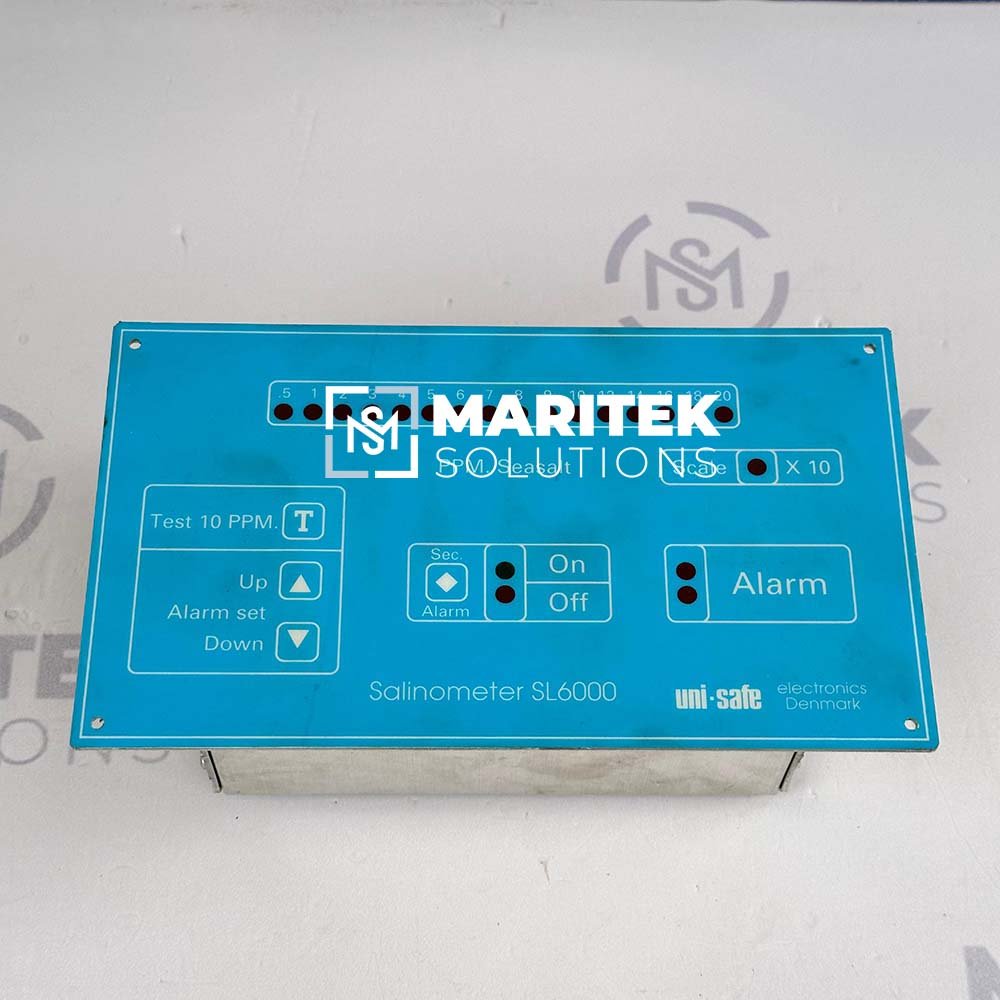 .5 1 2 3 4 5 6 7 8 9 10 12 14 16 18 20
MARITEK
SOLUTIONS
PPM. Seasalt
Scale X 10
Test 10 PPM. T
Up
Alarm set
Down
Sec.
Alarm
On
Off
Alarm
Salinometer SL6000
uni-safe
electronics
Denmark